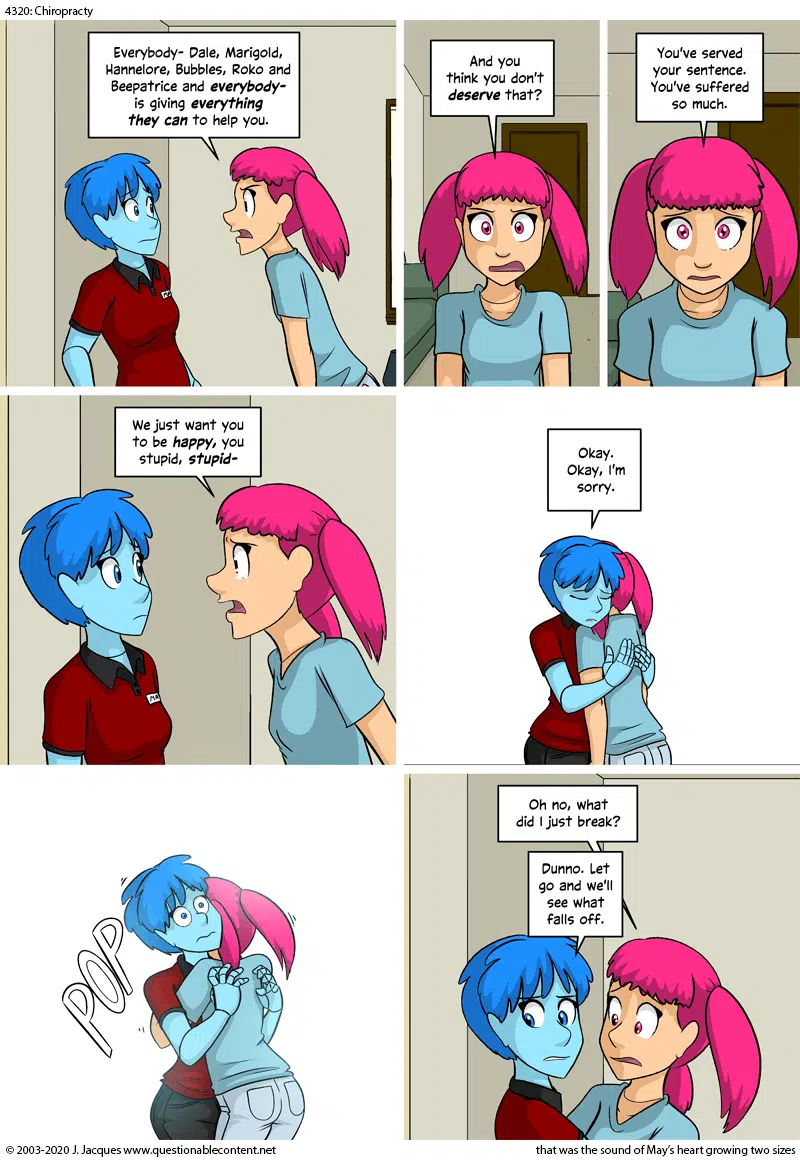 4320: Chiropracty
Everybody- Dale, Marigold,
Hannelore, Bubbles, Roko and
Beepatrice and everybody-
is giving everything
they can to help you.
And you
think you don't
deserve that?
You've served
your sentence.
You've suffered
so much.
MA
We just want you
to be happy, you
stupid, stupid-
MA
Okay.
Okay, I'm
sorry.
POP
Oh no, what
did I just break?
Dunno. Let
go and we'll
see what
falls off.
© 2003-2020 J. Jacques www.questionablecontent.net
that was the sound of May's heart growing two sizes